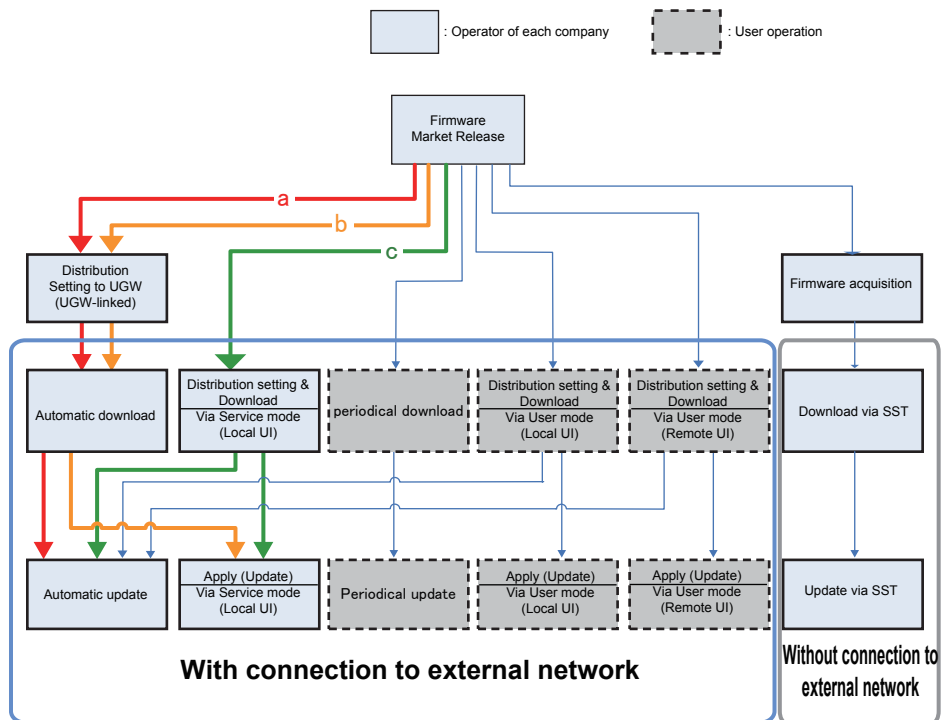 : Operator of each company
: User operation
Firmware
Market Release
a
b
c
Distribution
Setting to UGW
(UGW-linked)
Firmware acquisition
Automatic download
Distribution setting &
Download
Via Service mode
(Local UI)
periodical download
Distribution setting &
Download
Via User mode
(Local UI)
Distribution setting &
Download
Via User mode
(Remote UI)
Download via SST
Automatic update
Apply (Update)
Via Service mode
(Local UI)
Periodical update
Apply (Update)
Via User mode
(Local UI)
Apply (Update)
Via User mode
(Remote UI)
Update via SST
With connection to external network
Without connection to
external network